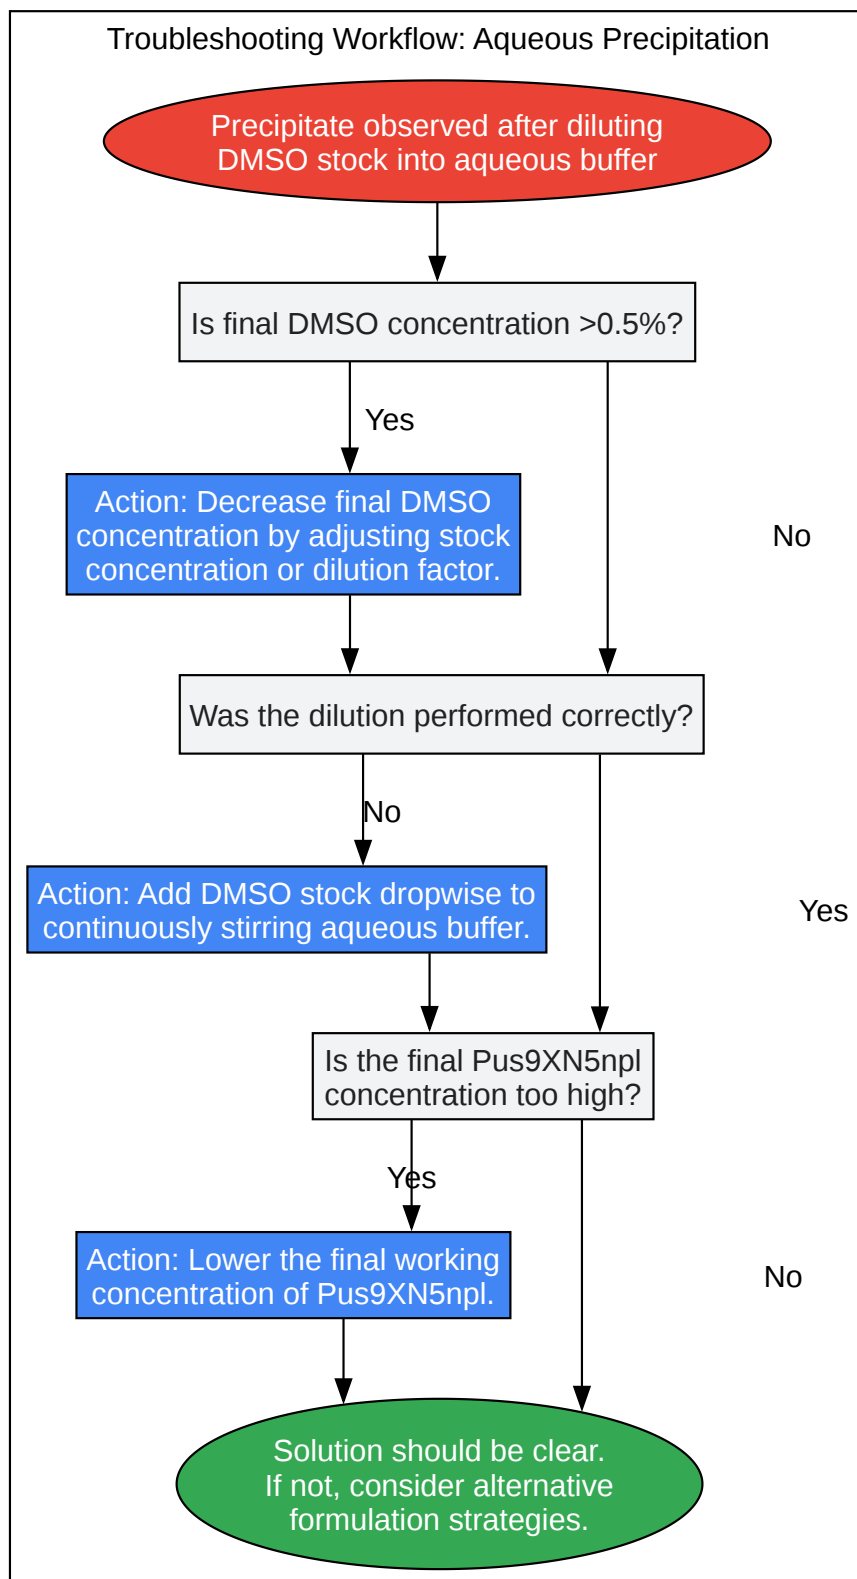 Troubleshooting Workflow: Aqueous Precipitation
Precipitate observed after diluting
DMSO stock into aqueous buffer
Is final DMSO concentration >0.5%?
Yes
Action: Decrease final DMSO
concentration by adjusting stock
concentration or dilution factor.
No
Was the dilution performed correctly?
No
Action: Add DMSO stock dropwise to
continuously stirring aqueous buffer.
Yes
Is the final Pus9XN5npl
concentration too high?
Yes
Action: Lower the final working
concentration of Pus9XN5npl.
No
Solution should be clear.
If not, consider alternative
formulation strategies.